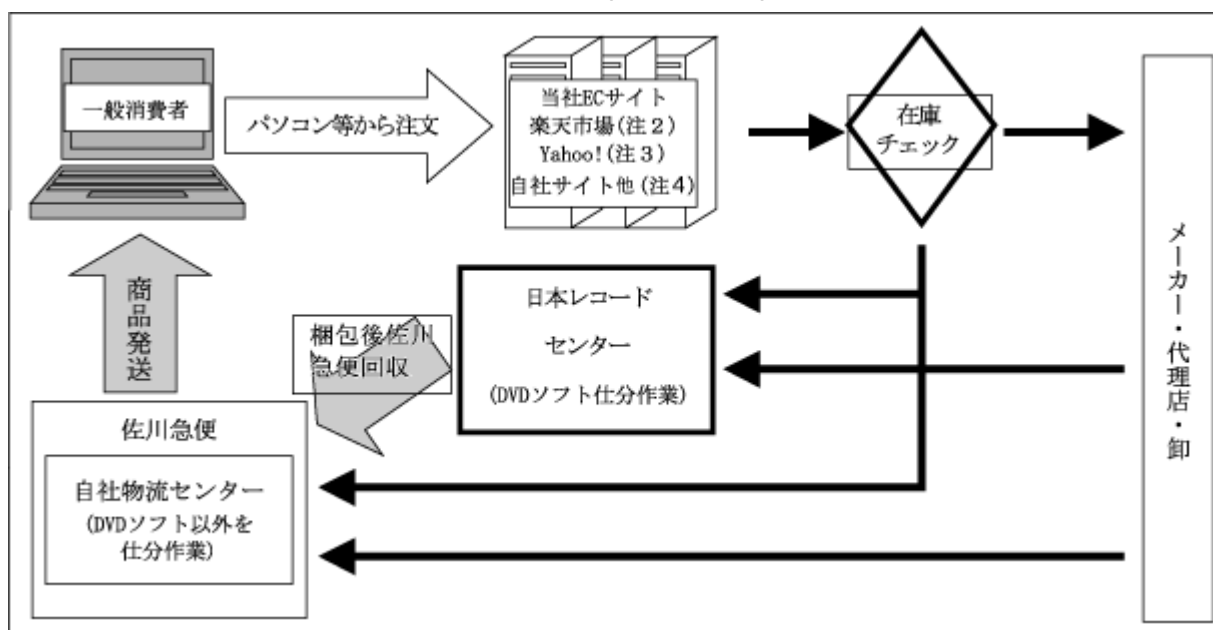 一般消費者
パソコン等から注文
当社ECサイト
楽天市場(注２)
Yahoo!(注３)
自社サイト他(注４)
在庫
チェック
メーカー・代理店・卸
日本レコード
センター
(DVDソフト仕分作業)
梱包後佐川
急便回収
商品発送
佐川急便
自社物流センター
(DVDソフト以外を
仕分作業)